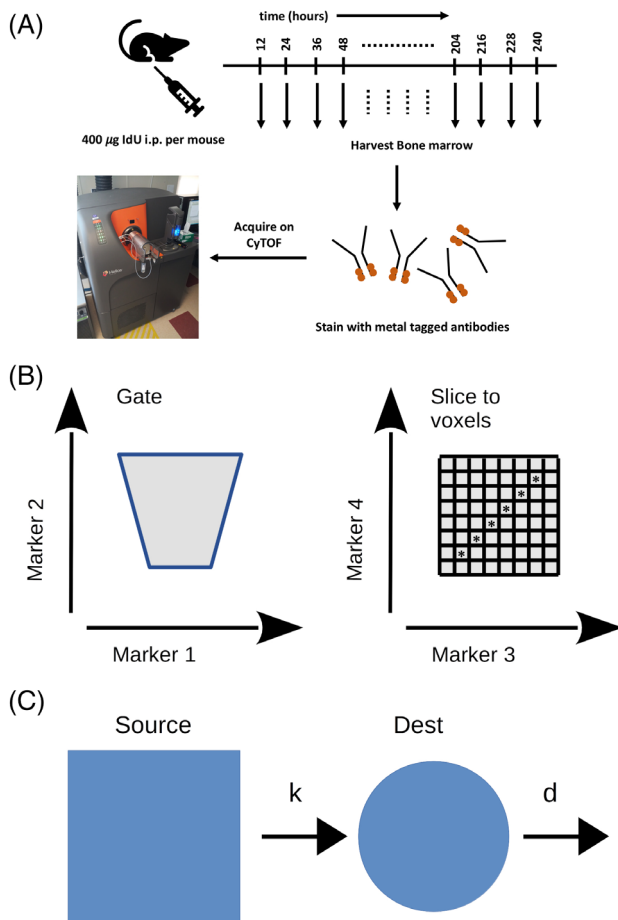 (A)
time (hours)
12 24 36 48 204 216 228 240
400 µg IdU i.p. per mouse
Harvest Bone marrow
Acquire on
CyTOF
Stain with metal tagged antibodies
(B)
Gate
Marker 2
Marker 1
Slice to
voxels
Marker 4
* * * * * *
Marker 3
(C)
Source
Dest
k
d